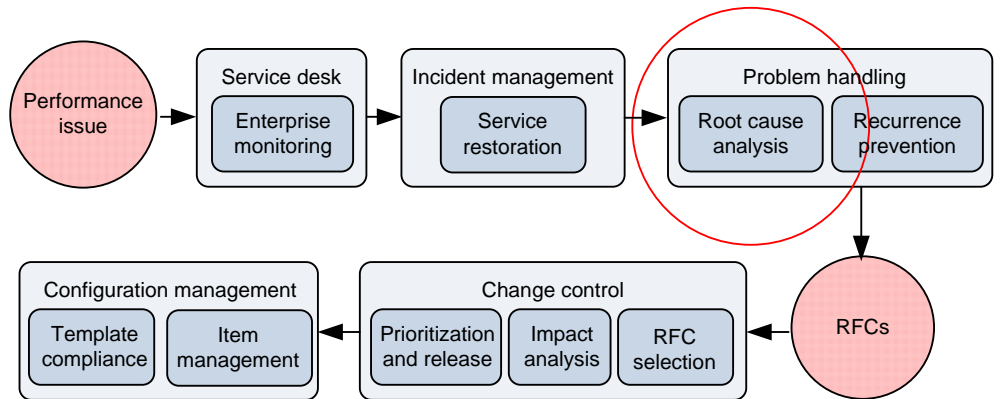 Performance
issue
Service desk
Enterprise
monitoring
Incident management
Service
restoration
Problem handling
Root cause
analysis
Recurrence
prevention
Configuration management
Template
compliance
Item
management
Change control
Prioritization
and release
Impact
analysis
RFC
selection
RFCs